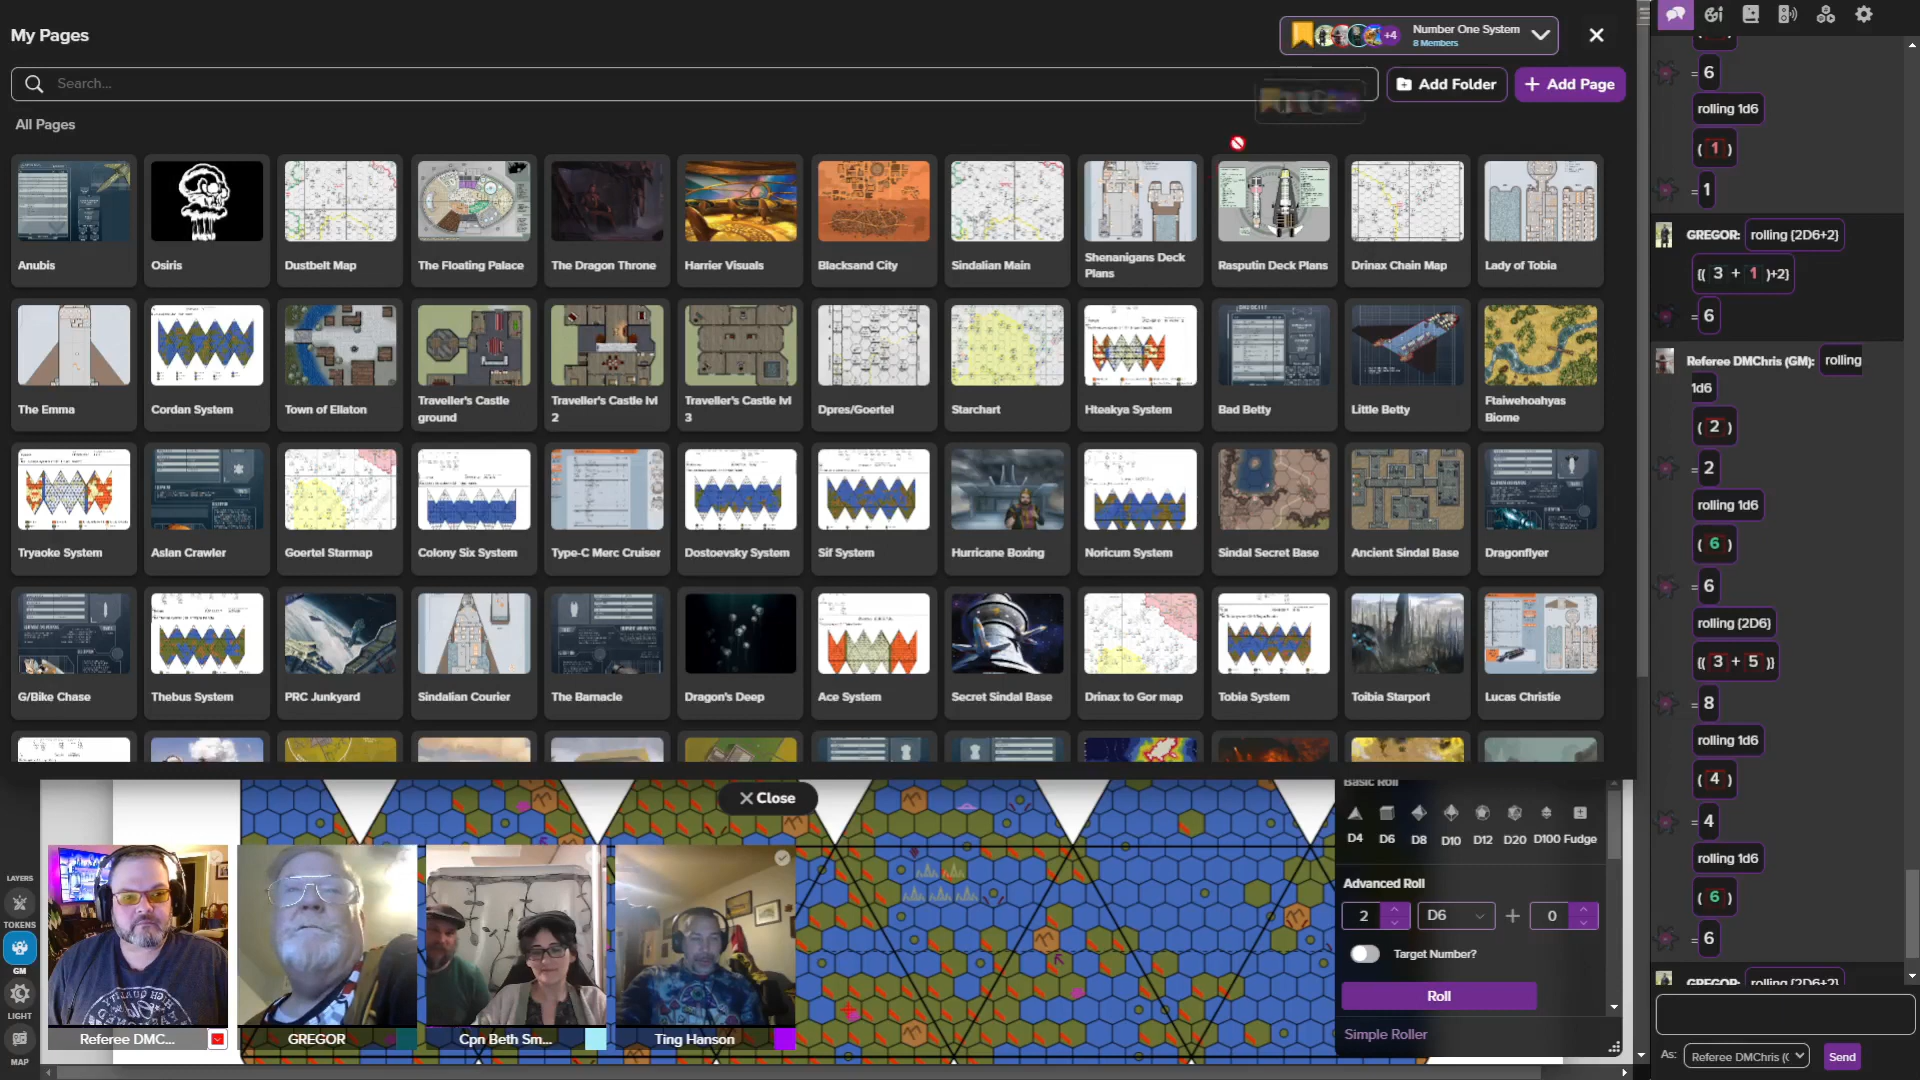 My Pages
+4
Number One System
8 Members
Search...
Add Folder
Add Page
All Pages
Anubis
Osiris
Dustbelt Map
The Floating Palace
The Dragon Throne
Harrier Visuals
Blacksand City
Sindalian Main
Shenanigans Deck
Plans
Rasputin Deck Plans
Drinax Chain Map
Lady of Tobia
The Emma
Cordan System
Town of Ellaton
Traveller's Castle
ground
Traveller's Castle lvl
2
Traveller's Castle lvl
3
Dpres/Goertel
Starchart
Hteakya System
Bad Betty
Little Betty
Ftaiwehoahyas
Biome
Tryaoke System
Aslan Crawler
Goertel Starmap
Colony Six System
Type-C Merc Cruiser
Dostoevsky System
Sif System
Hurricane Boxing
Noricum System
Sindal Secret Base
Ancient Sindal Base
Dragonflyer
G/Bike Chase
Thebus System
PRC Junkyard
Sindalian Courier
The Barnacle
Dragon's Deep
Ace System
Secret Sindal Base
Drinax to Gor map
Tobia System
Toibia Starport
Lucas Christie
Close
LAYERS
TOKENS
GM
LIGHT
MAP
Referee DMC...
GREGOR
Cpn Beth Sm...
Ting Hanson
Basic Roll
D4 D6 D8 D10 D12 D20 D100 Fudge
Advanced Roll
2 D6 + 0
Target Number?
Roll
Simple Roller
= 6
rolling 1d6
( 1 )
= 1
GREGOR: rolling {2D6+2}
{( 3 + 1 )+2}
= 6
Referee DMChris (GM): rolling
1d6
( 2 )
= 2
rolling 1d6
( 6 )
= 6
rolling {2D6}
{( 3 + 5 )}
= 8
rolling 1d6
( 4 )
= 4
rolling 1d6
( 6 )
= 6
GREGOR: rolling {2D6+2}
As: Referee DMChris (G
Send